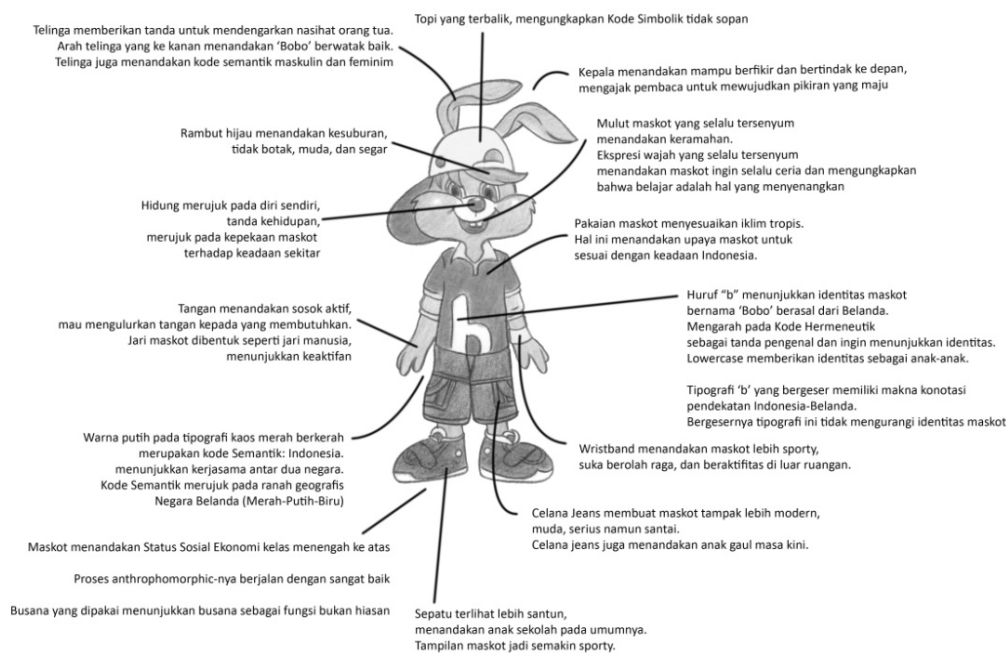 Topi yang terbalik, mengungkapkan Kode Simbolik tidak sopan
Telinga memberikan tanda untuk mendengarkan nasihat orang tua.
Arah telinga yang ke kanan menandakan 'Bobo' berwatak baik.
Telinga juga menandakan kode semantik maskulin dan feminim
Kepala menandakan mampu berfikir dan bertindak ke depan,
mengajak pembaca untuk mewujudkan pikiran yang maju
Rambut hijau menandakan kesuburan,
tidak botak, muda, dan segar
Mulut maskot yang selalu tersenyum
menandakan keramahan.
Ekspresi wajah yang selalu tersenyum
menandakan maskot ingin selalu ceria dan mengungkapkan
bahwa belajar adalah hal yang menyenangkan
Hidung merujuk pada diri sendiri,
tanda kehidupan,
merujuk pada kepekaan maskot
terhadap keadaan sekitar
Pakaian maskot menyesuaikan iklim tropis.
Hal ini menandakan upaya maskot untuk
sesuai dengan keadaan Indonesia.
Tangan menandakan sosok aktif,
mau mengulurkan tangan kepada yang membutuhkan.
Jari maskot dibentuk seperti jari manusia,
menunjukkan keaktifan
Huruf "b" menunjukkan identitas maskot
bernama 'Bobo' berasal dari Belanda.
Mengarah pada Kode Hermeneutik
sebagai tanda pengenal dan ingin menunjukkan identitas.
Lowercase memberikan identitas sebagai anak-anak.
Tipografi 'b' yang bergeser memiliki makna konotasi
pendekatan Indonesia-Belanda.
Bergesernya tipografi ini tidak mengurangi identitas maskot
b
Warna putih pada tipografi kaos merah berkerah
merupakan kode Semantik: Indonesia.
menunjukkan kerjasama antar dua negara.
Kode Semantik merujuk pada ranah geografis
Negara Belanda (Merah-Putih-Biru)
Wristband menandakan maskot lebih sporty,
suka berolah raga, dan beraktifitas di luar ruangan.
Celana Jeans membuat maskot tampak lebih modern,
muda, serius namun santai.
Celana jeans juga menandakan anak gaul masa kini.
Maskot menandakan Status Sosial Ekonomi kelas menengah ke atas
Proses anthrophomorphic-nya berjalan dengan sangat baik
Busana yang dipakai menunjukkan busana sebagai fungsi bukan hiasan
Sepatu terlihat lebih santun,
menandakan anak sekolah pada umumnya.
Tampilan maskot jadi semakin sporty.